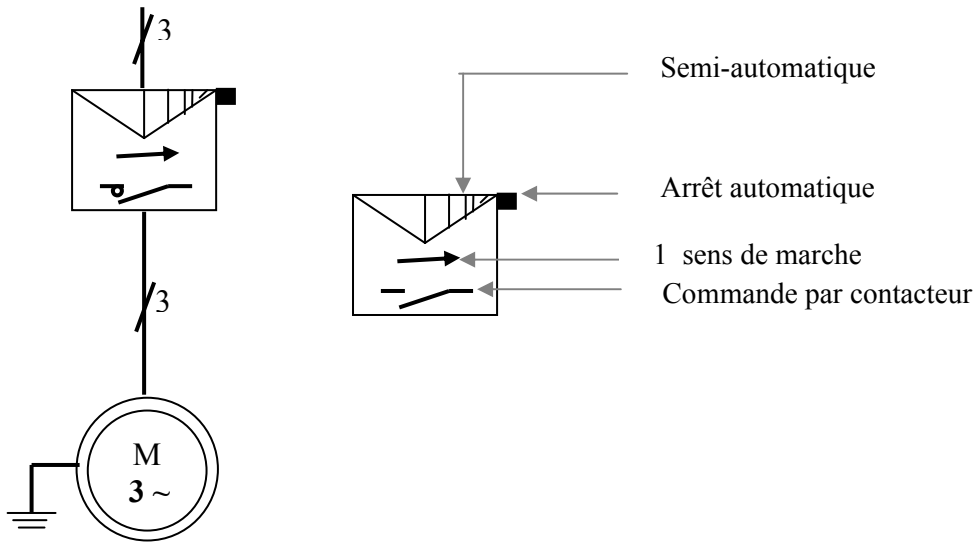 3
Semi-automatique
Arrêt automatique
1 sens de marche
Commande par contacteur
3
M
3 ~